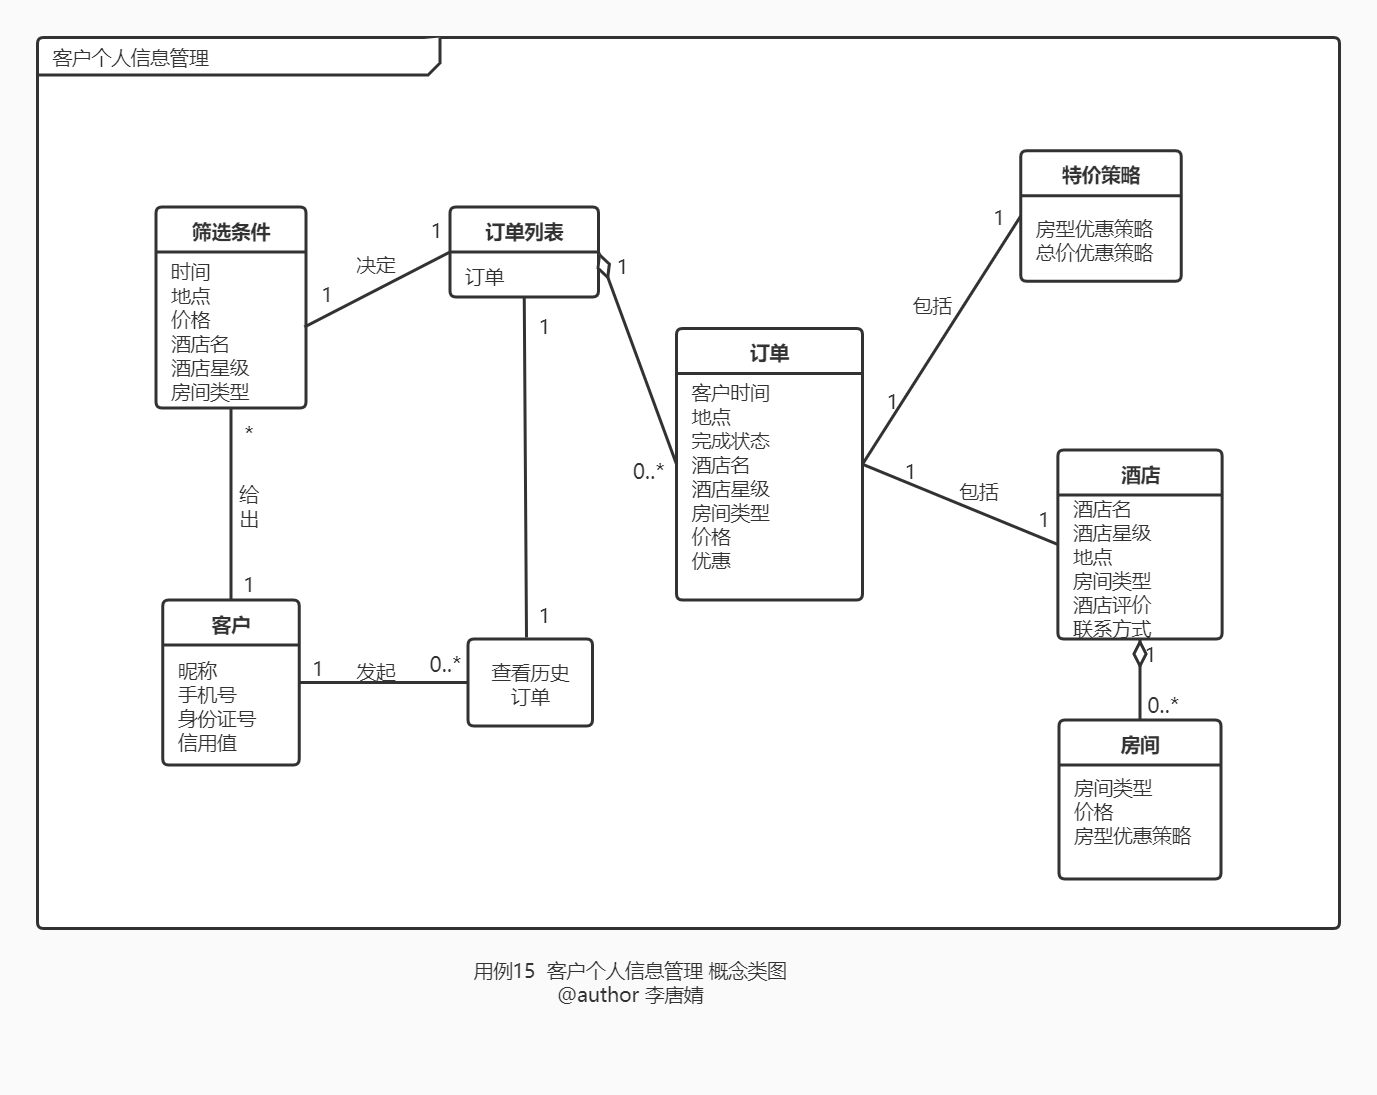 客户个人信息管理
特价策略
房型优惠策略
总价优惠策略
筛选条件
时间
地点
价格
酒店名
酒店星级
房间类型
1
决定
1
订单列表
订单
1
1
包括
1
1
订单
客户时间
地点
完成状态
酒店名
酒店星级
房间类型
价格
优惠
0..*
1
包括
1
酒店
酒店名
酒店星级
地点
房间类型
酒店评价
联系方式
*
给
出
1
客户
昵称
手机号
身份证号
信用值
1
发起
0..*
1
查看历史
订单
1
0..*
房间
房间类型
价格
房型优惠策略
用例15 客户个人信息管理 概念类图
@author 李唐婧